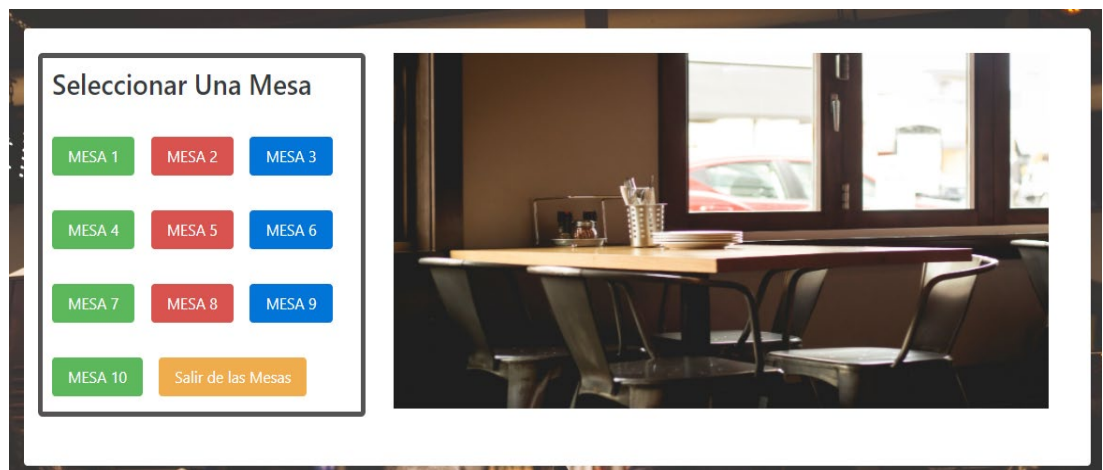 Seleccionar Una Mesa
MESA 1 MESA 2 MESA 3
MESA 4 MESA 5 MESA 6
MESA 7 MESA 8 MESA 9
MESA 10 Salir de las Mesas